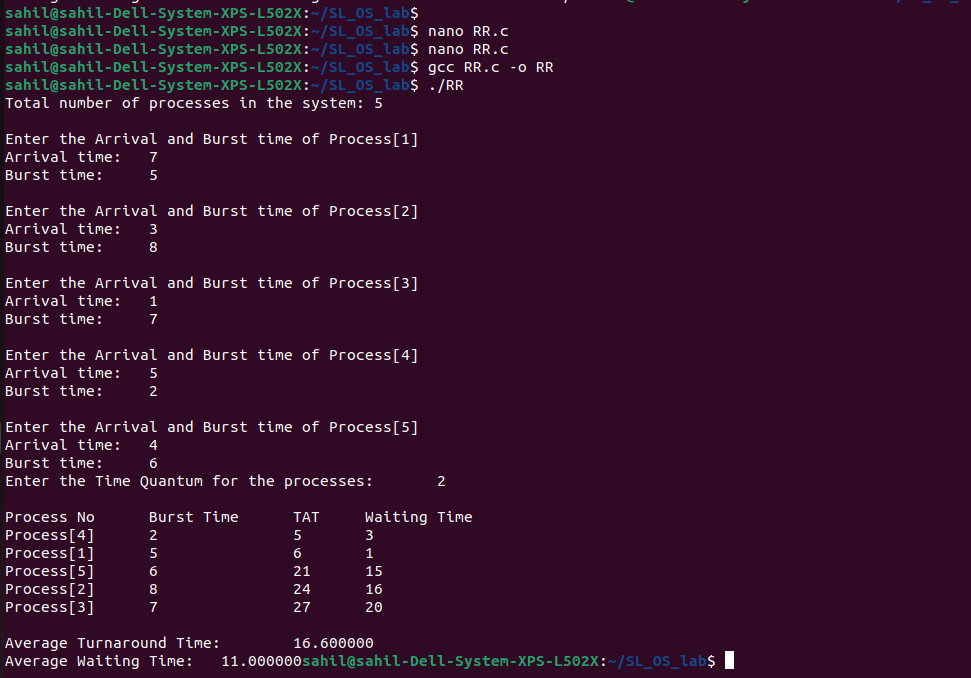 sahil@sahil-Dell-System-XPS-L502X:~/SL_OS_lab$
sahil@sahil-Dell-System-XPS-L502X:~/SL_OS_lab$ nano RR.c
sahil@sahil-Dell-System-XPS-L502X:~/SL_OS_lab$ nano RR.c
sahil@sahil-Dell-System-XPS-L502X:~/SL_OS_lab$ gcc RR.c -o RR
sahil@sahil-Dell-System-XPS-L502X:~/SL_OS_lab$ ./RR
Total number of processes in the system: 5
Enter the Arrival and Burst time of Process[1]
Arrival time:   7
Burst time:     5
Enter the Arrival and Burst time of Process[2]
Arrival time:   3
Burst time:     8
Enter the Arrival and Burst time of Process[3]
Arrival time:   1
Burst time:     7
Enter the Arrival and Burst time of Process[4]
Arrival time:   5
Burst time:     2
Enter the Arrival and Burst time of Process[5]
Arrival time:   4
Burst time:     6
Enter the Time Quantum for the processes:       2
Process No      Burst Time      TAT     Waiting Time
Process[4]      2               5       3
Process[1]      5               6       1
Process[5]      6               21      15
Process[2]      8               24      16
Process[3]      7               27      20
Average Turnaround Time:        16.600000
Average Waiting Time:   11.000000sahil@sahil-Dell-System-XPS-L502X:~/SL_OS_lab$